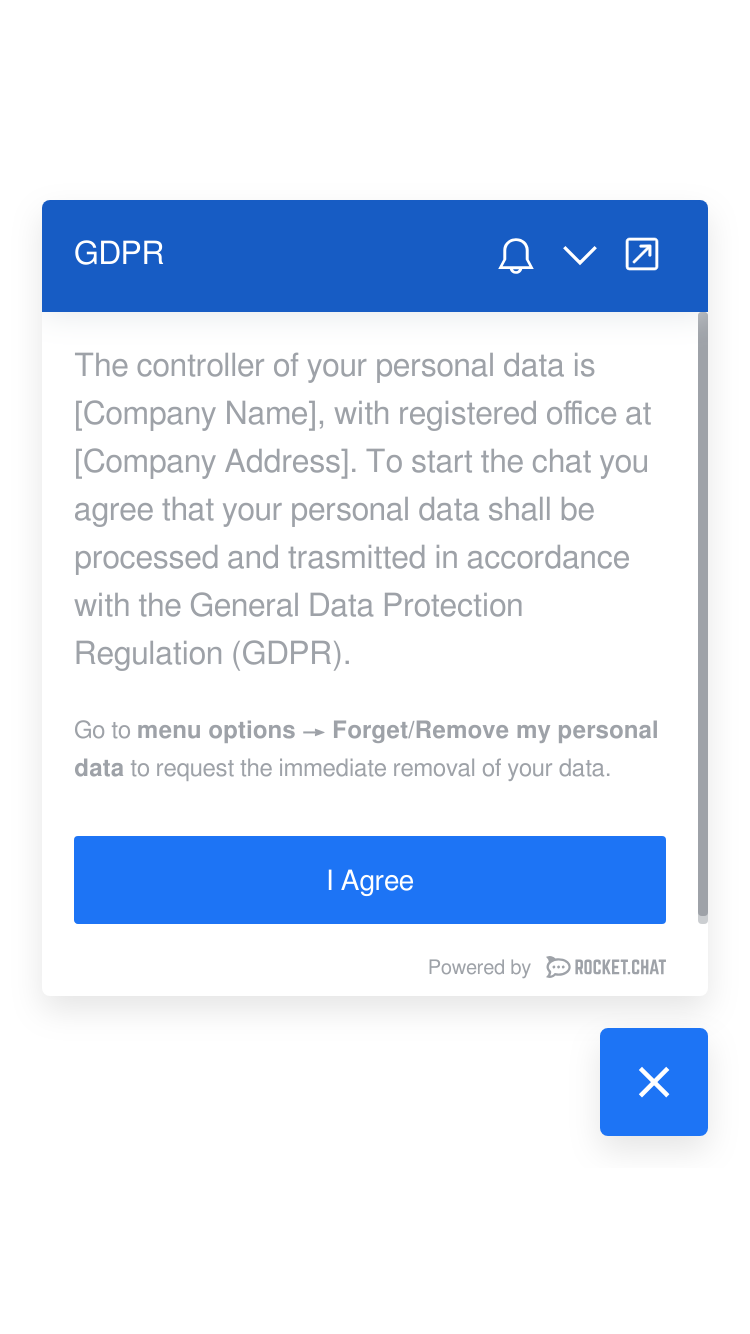 GDPR
The controller of your personal data is
[Company Name], with registered office at
[Company Address]. To start the chat you
agree that your personal data shall be
processed and trasmitted in accordance
with the General Data Protection
Regulation (GDPR).
Go to menu options → Forget/Remove my personal
data to request the immediate removal of your data.
I Agree
Powered by ROCKET.CHAT